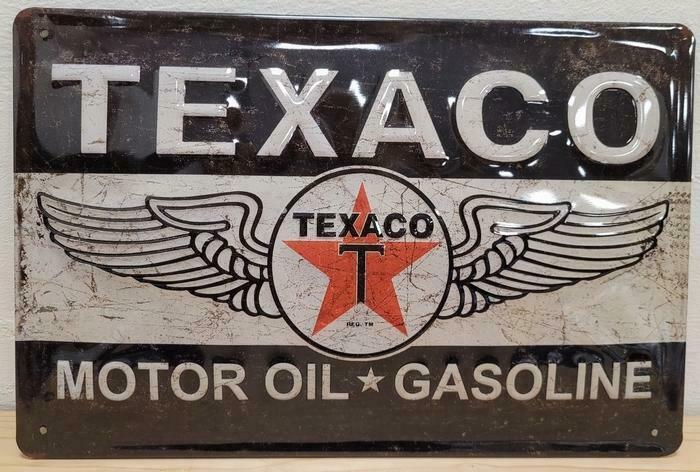 TEXACO
TEXACO
T
REG. TM
MOTOR OIL ★ GASOLINE